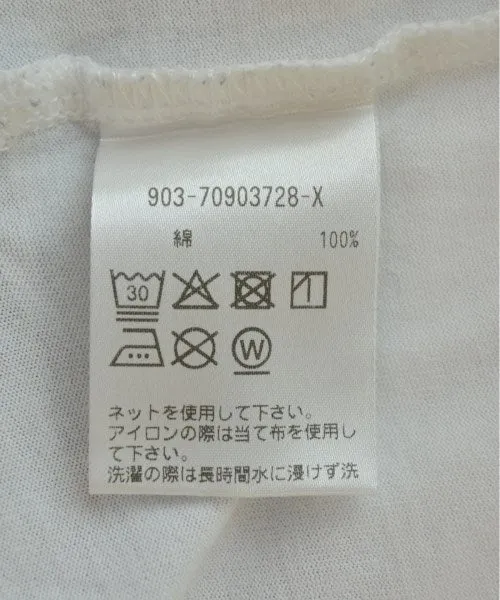 903-70903728-X
綿 100%
30
W
ネットを使用して下さい。
アイロンの際は当て布を使用し
て下さい。
洗濯の際は長時間水に浸けず洗